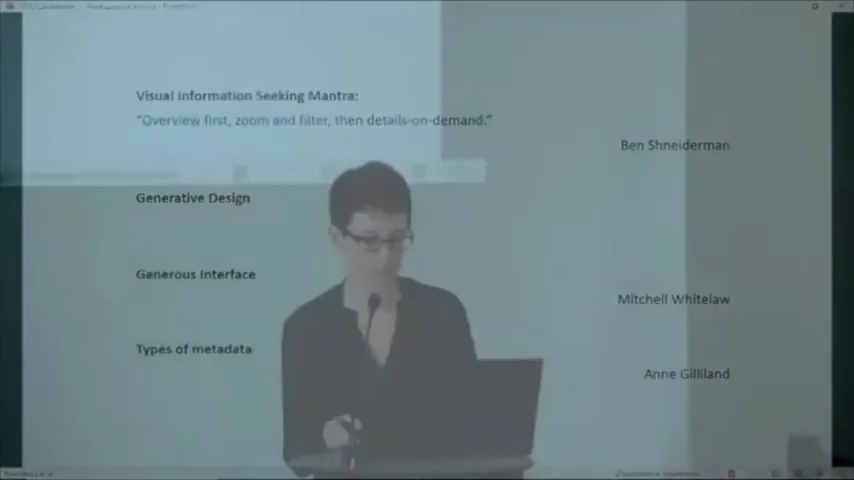 Visual Information Seeking Mantra:
"Overview first, zoom and filter, then details-on-demand."
Ben Shneiderman
Generative Design
Generous Interface
Mitchell Whitelaw
Types of metadata
Anne Gilliland